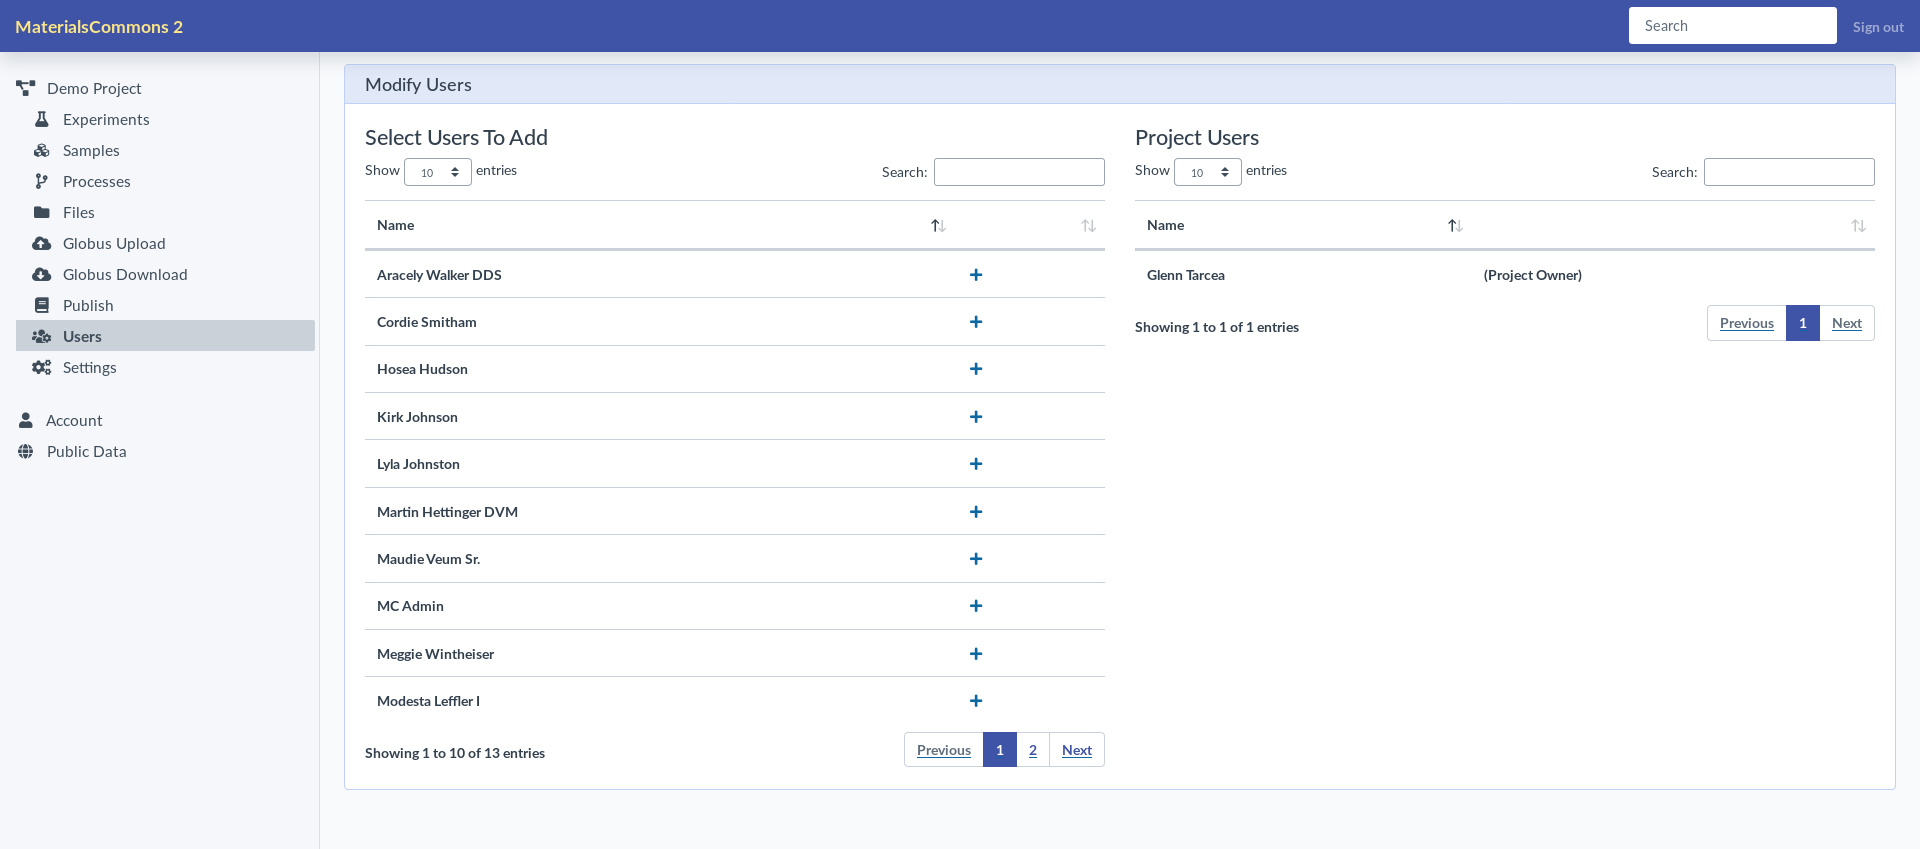 MaterialsCommons 2
Search
Sign out
Demo Project
Experiments
Samples
Processes
Files
Globus Upload
Globus Download
Publish
Users
Settings
Account
Public Data
Modify Users
Select Users To Add
Show 10 entries
Search:
Name
Aracely Walker DDS
Cordie Smitham
Hosea Hudson
Kirk Johnson
Lyla Johnston
Martin Hettinger DVM
Maudie Veum Sr.
MC Admin
Meggie Wintheiser
Modesta Leffler I
Showing 1 to 10 of 13 entries
Previous 1 2 Next
Project Users
Show 10 entries
Search:
Name
Glenn Tarcea (Project Owner)
Showing 1 to 1 of 1 entries
Previous 1 Next